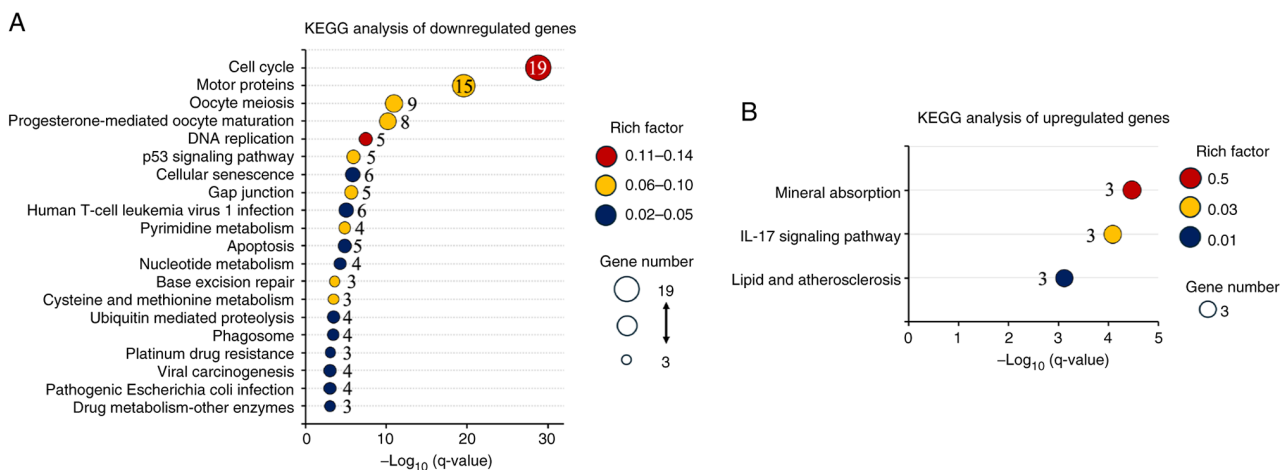 A
KEGG analysis of downregulated genes
Cell cycle 19
Motor proteins 15
Oocyte meiosis 9
Progesterone-mediated oocyte maturation 8
DNA replication 5
p53 signaling pathway 5
Cellular senescence 6
Gap junction 5
Human T-cell leukemia virus 1 infection 6
Pyrimidine metabolism 4
Apoptosis 5
Nucleotide metabolism 4
Base excision repair 3
Cysteine and methionine metabolism 3
Ubiquitin mediated proteolysis 4
Phagosome 4
Platinum drug resistance 3
Viral carcinogenesis 4
Pathogenic Escherichia coli infection 4
Drug metabolism-other enzymes 3
0 10 20 30
–Log10 (q-value)
Rich factor
0.11–0.14
0.06–0.10
0.02–0.05
Gene number
19
3
B
KEGG analysis of upregulated genes
Mineral absorption 3
IL-17 signaling pathway 3
Lipid and atherosclerosis 3
0 1 2 3 4 5
–Log10 (q-value)
Rich factor
0.5
0.03
0.01
Gene number
3